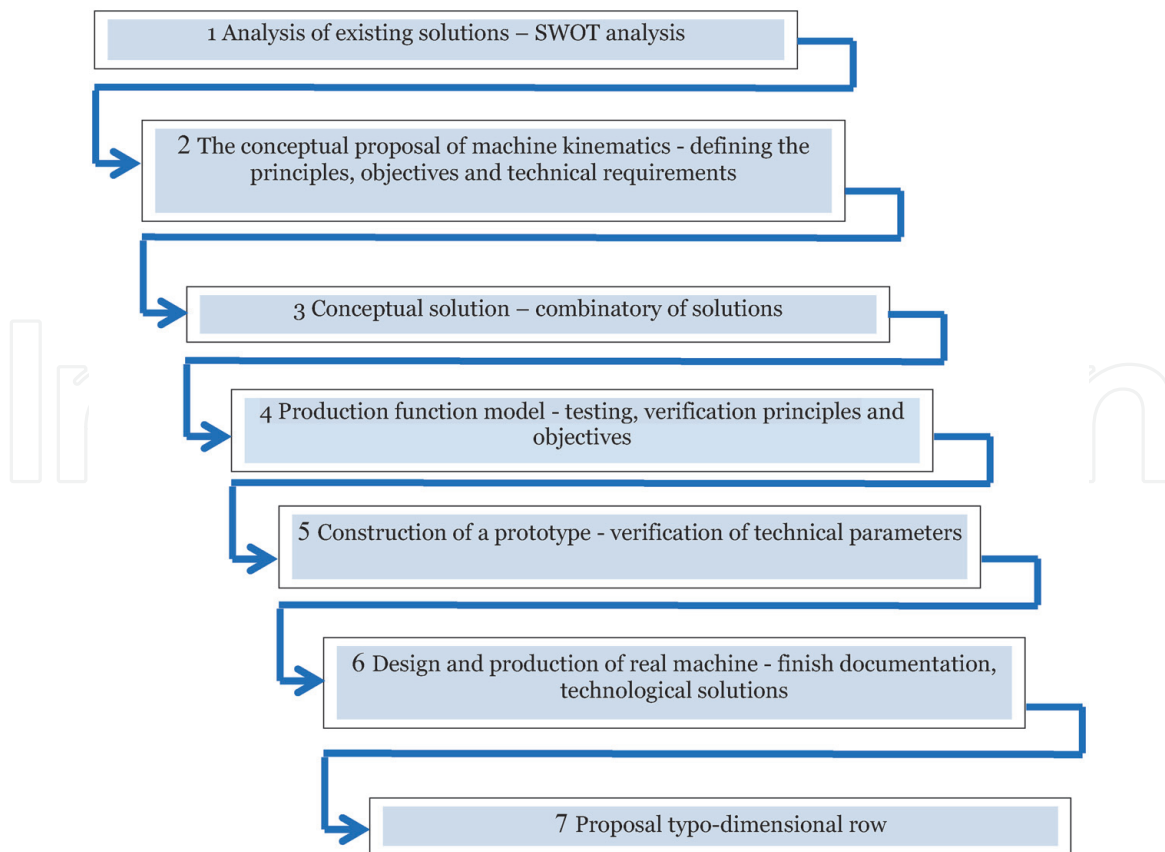 1 Analysis of existing solutions – SWOT analysis
2 The conceptual proposal of machine kinematics - defining the
principles, objectives and technical requirements
3 Conceptual solution – combinatory of solutions
4 Production function model - testing, verification principles and
objectives
5 Construction of a prototype - verification of technical parameters
6 Design and production of real machine - finish documentation,
technological solutions
7 Proposal typo-dimensional row